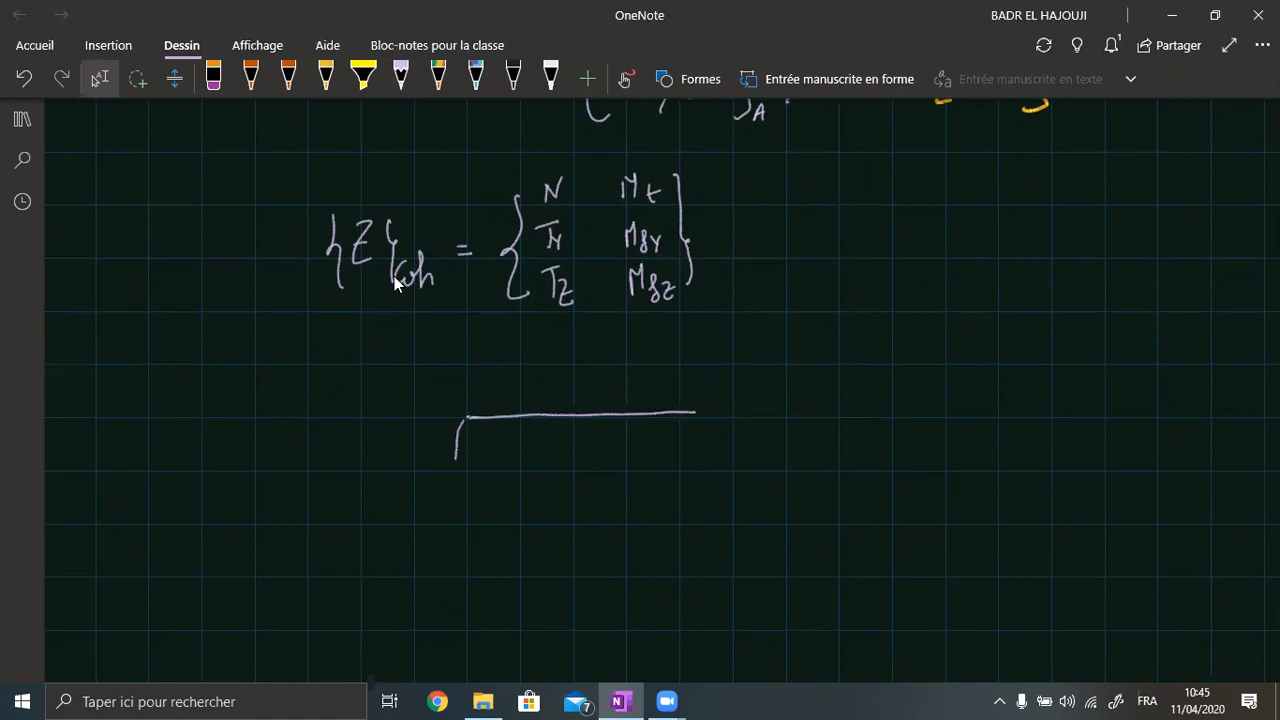 OneNote
BADR EL HAJOUJI
Accueil Insertion Dessin Affichage Aide Bloc-notes pour la classe
Partager
Formes Entrée manuscrite en forme Entrée manuscrite en texte
A
{Z}coh = { N Mt
Ty Mfy
Tz Mfz }
Taper ici pour rechercher
7
FRA
10:45
11/04/2020